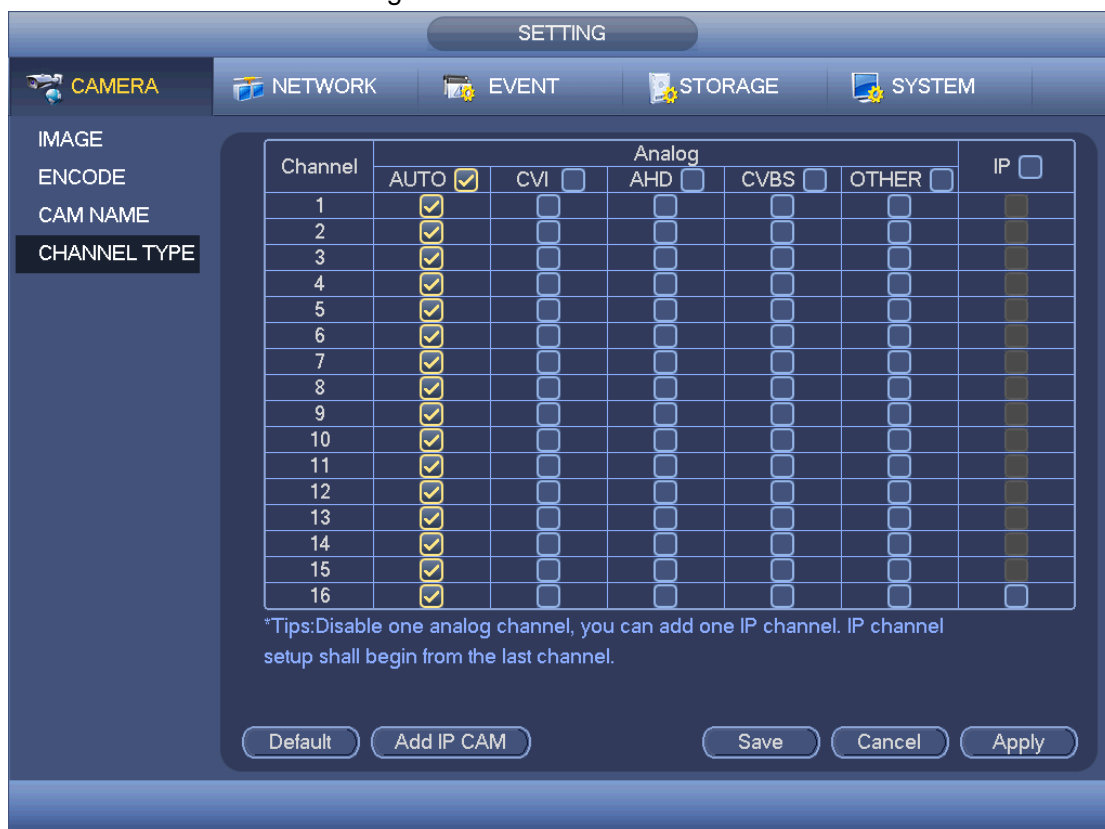 SETTING
CAMERA NETWORK EVENT STORAGE SYSTEM
IMAGE
ENCODE
CAM NAME
CHANNEL TYPE
Channel Analog IP
AUTO CVI AHD CVBS OTHER
1
2
3
4
5
6
7
8
9
10
11
12
13
14
15
16
*Tips:Disable one analog channel, you can add one IP channel. IP channel
setup shall begin from the last channel.
Default Add IP CAM Save Cancel Apply